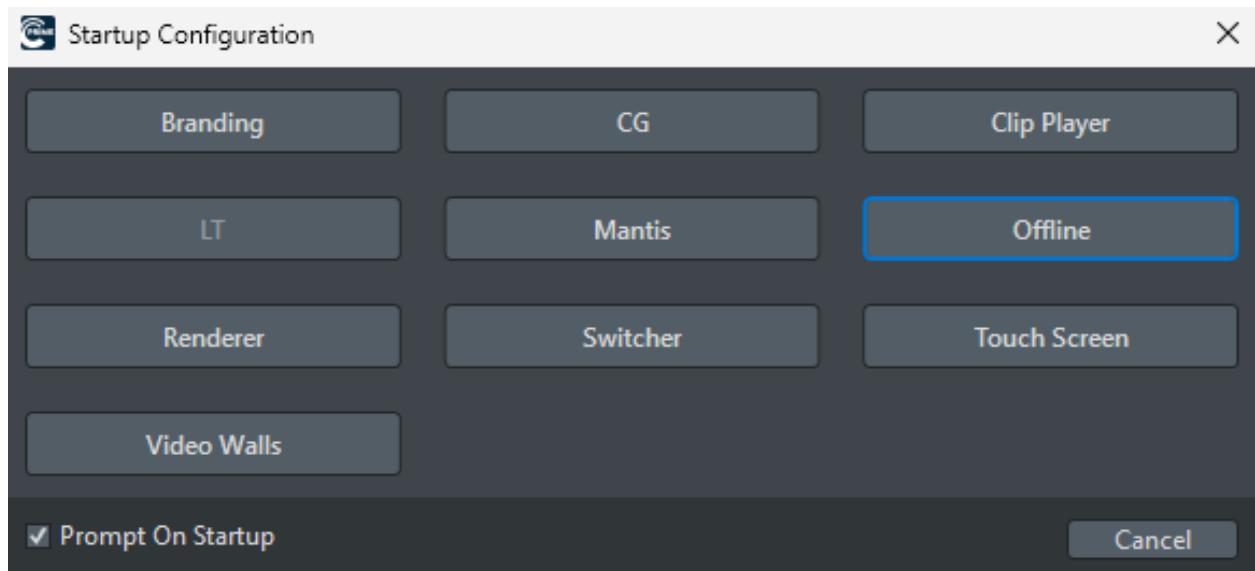 PRIME
Startup Configuration
Branding
CG
Clip Player
LT
Mantis
Offline
Renderer
Switcher
Touch Screen
Video Walls
Prompt On Startup
Cancel